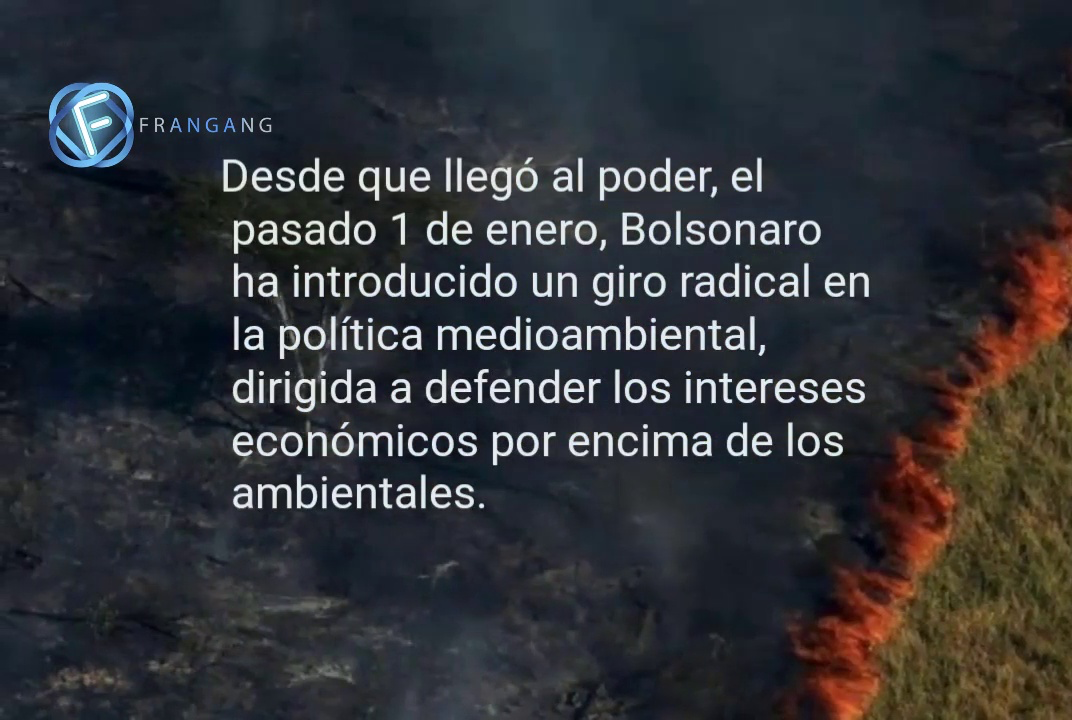 FRANGANG
Desde que llegó al poder, el
pasado 1 de enero, Bolsonaro
ha introducido un giro radical en
la política medioambiental,
dirigida a defender los intereses
económicos por encima de los
ambientales.